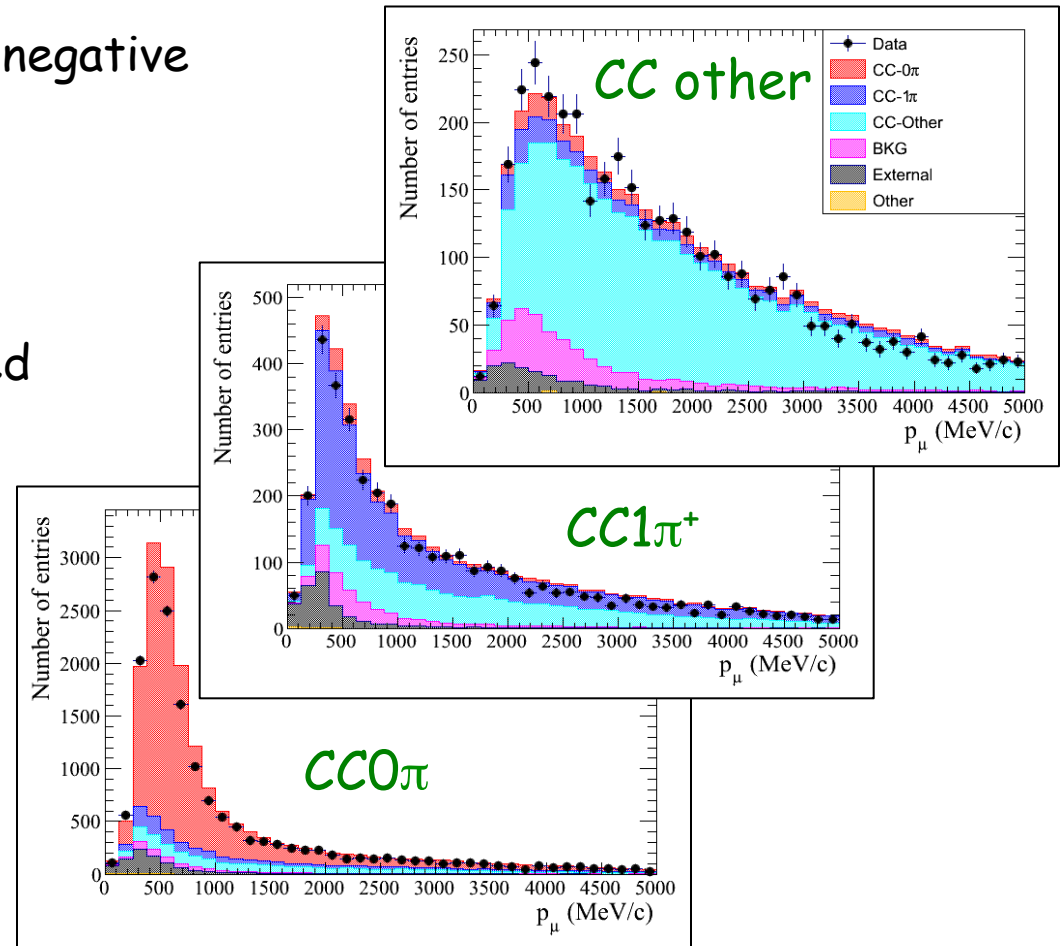 negative
ed
CC other
Number of entries
250
200
150
100
50
0
Data
CC-0π
CC-1π
CC-Other
BKG
External
Other
0 500 1000 1500 2000 2500 3000 3500 4000 4500 5000
pμ (MeV/c)
CC1π⁺
Number of entries
500
400
300
200
100
0
0 500 1000 1500 2000 2500 3000 3500 4000 4500 5000
pμ (MeV/c)
CC0π
Number of entries
3000
2500
2000
1500
1000
500
0
0 500 1000 1500 2000 2500 3000 3500 4000 4500 5000
pμ (MeV/c)